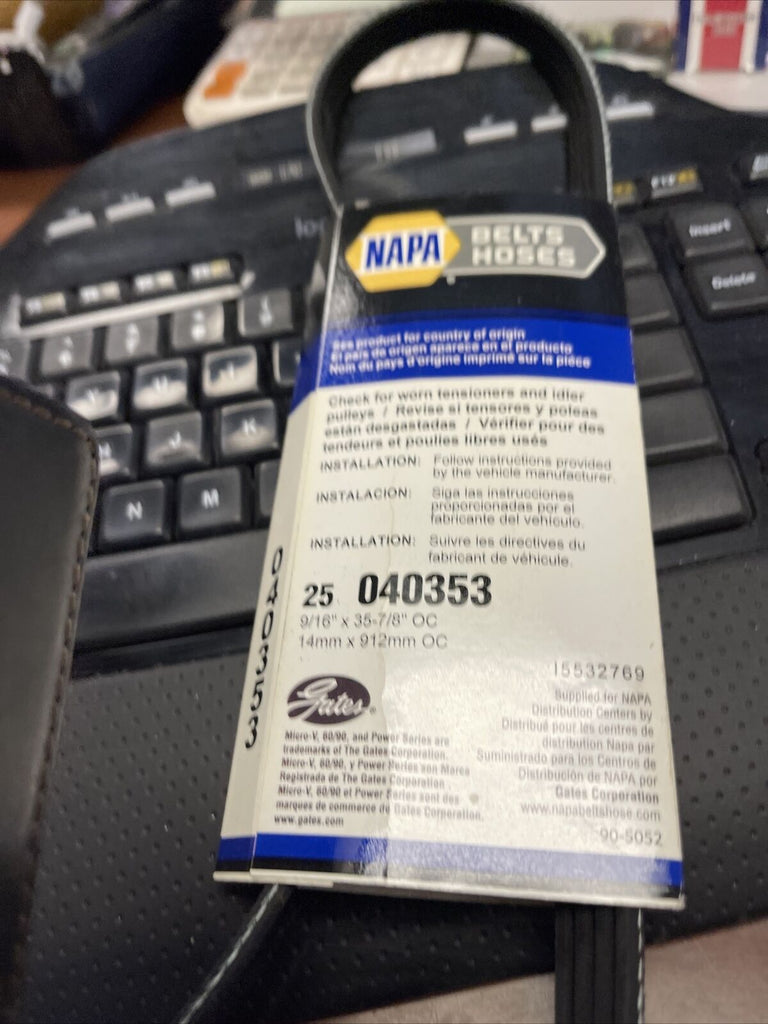 NAPA BELTS HOSES
See product for country of origin
El país de origen aparece en el producto
Nom du pays d'origine imprimé sur la pièce
Check for worn tensioners and idler
pulleys / Revise si tensores y poleas
están desgastadas / Vérifier pour des
tendeurs et poulies libres usés
INSTALLATION: Follow instructions provided
by the vehicle manufacturer.
INSTALACIÓN: Siga las instrucciones
proporcionadas por el
fabricante del vehículo.
INSTALLATION: Suivre les directives du
fabricant de véhicule.
25 040353
9/16" x 35-7/8" OC
14mm x 912mm OC
040353
Gates®
Micro-V, 60/90, and Power Series are
trademarks of The Gates Corporation.
Micro-V, 60/90, y Power Series son Marca
Registrada de The Gates Corporation
Micro-V, 60/90 et Power Series sont des
marques de commerce de Gates Corporation.
www.gates.com
I5532769
Supplied for NAPA
Distribution Centers by
Distribué pour les centres de
distribution Napa par
Suministrado para los Centros de
Distribución de NAPA por
Gates Corporation
www.napabeltshose.com
90-5052
Insert
Delete
U
J
K
N
M